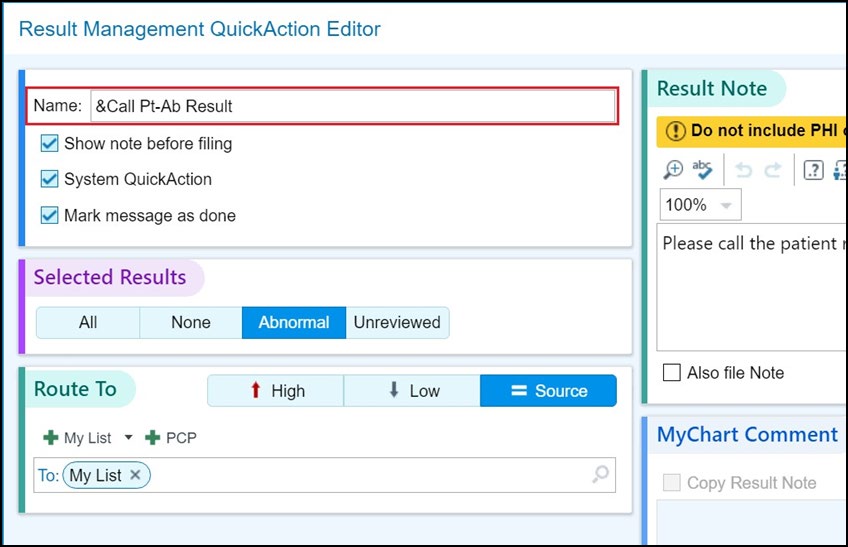 Result Management QuickAction Editor
Name: &Call Pt-Ab Result
Show note before filing
System QuickAction
Mark message as done
Selected Results
All None Abnormal Unreviewed
Route To
High Low Source
My List PCP
To: My List
Result Note
Do not include PHI
abc
100%
Please call the patient
Also file Note
MyChart Comment
Copy Result Note